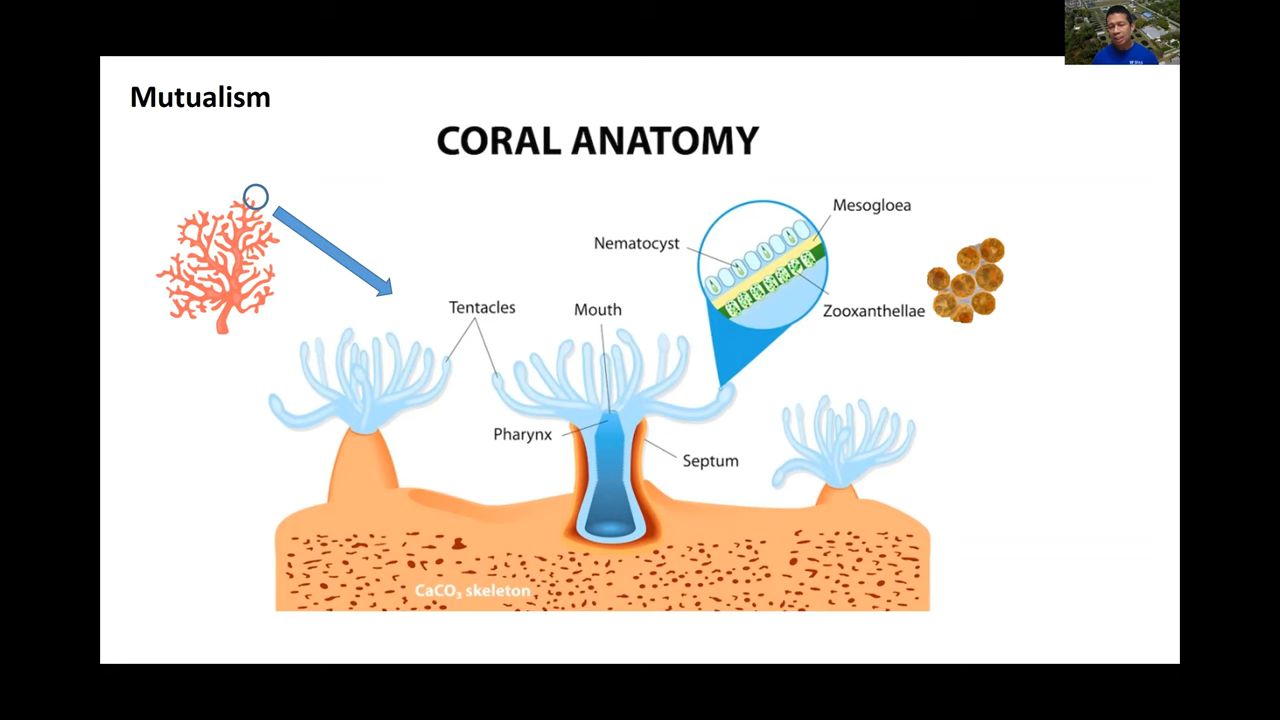 Mutualism
CORAL ANATOMY
Mesogloea
Nematocyst
Zooxanthellae
Tentacles
Mouth
Pharynx
Septum
CaCO₃ skeleton